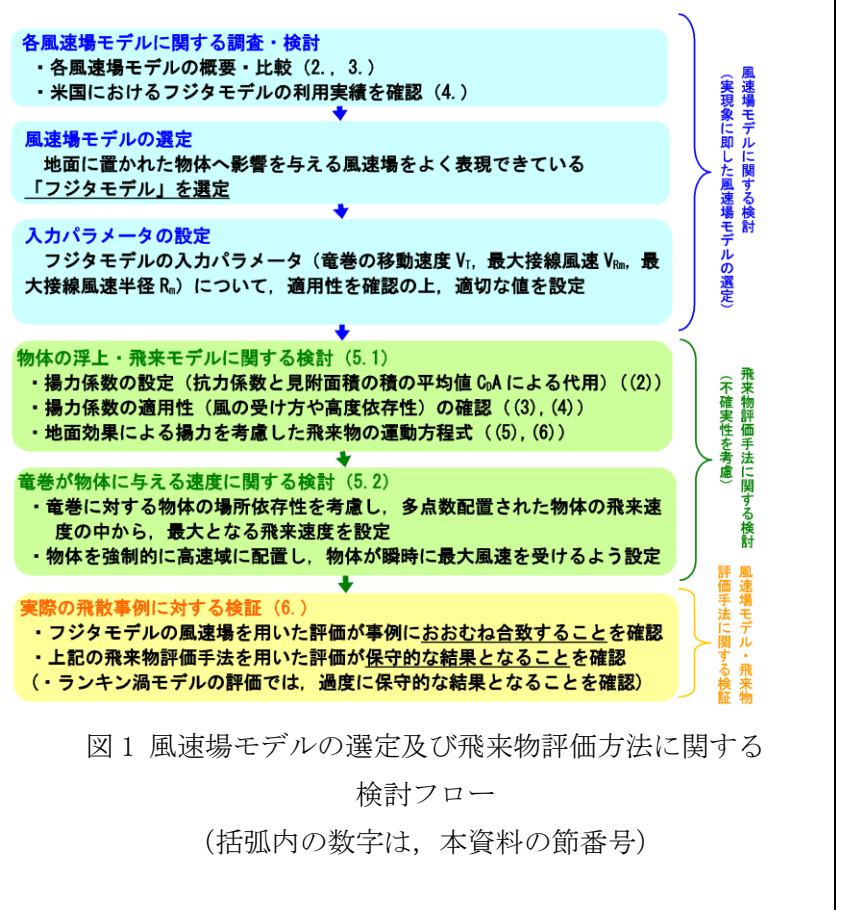 各風速場モデルに関する調査・検討
・各風速場モデルの概要・比較（2．，3．）
・米国におけるフジタモデルの利用実績を確認（4．）
風速場モデルの選定
地面に置かれた物体へ影響を与える風速場をよく表現できている
「フジタモデル」を選定
入力パラメータの設定
フジタモデルの入力パラメータ（竜巻の移動速度 VT，最大接線風速 VRm，最
大接線風速半径 Rm）について，適用性を確認の上，適切な値を設定
風速場モデルに関する検討
（実現象に即した風速場モデルの選定）
物体の浮上・飛来モデルに関する検討（5.1）
・揚力係数の設定（抗力係数と見附面積の積の平均値 CDA による代用）（(2)）
・揚力係数の適用性（風の受け方や高度依存性）の確認（(3)，(4)）
・地面効果による揚力を考慮した飛来物の運動方程式（(5)，(6)）
竜巻が物体に与える速度に関する検討（5.2）
・竜巻に対する物体の場所依存性を考慮し，多点数配置された物体の飛来速
度の中から，最大となる飛来速度を設定
・物体を強制的に高速域に配置し，物体が瞬時に最大風速を受けるよう設定
飛来物評価手法に関する検討
（不確実性を考慮）
実際の飛散事例に対する検証（6．）
・フジタモデルの風速場を用いた評価が事例におおむね合致することを確認
・上記の飛来物評価手法を用いた評価が保守的な結果となることを確認
（・ランキン渦モデルの評価では，過度に保守的な結果となることを確認）
風速場モデル・飛来物
評価手法に関する検証
図 1 風速場モデルの選定及び飛来物評価方法に関する
検討フロー
（括弧内の数字は，本資料の節番号）